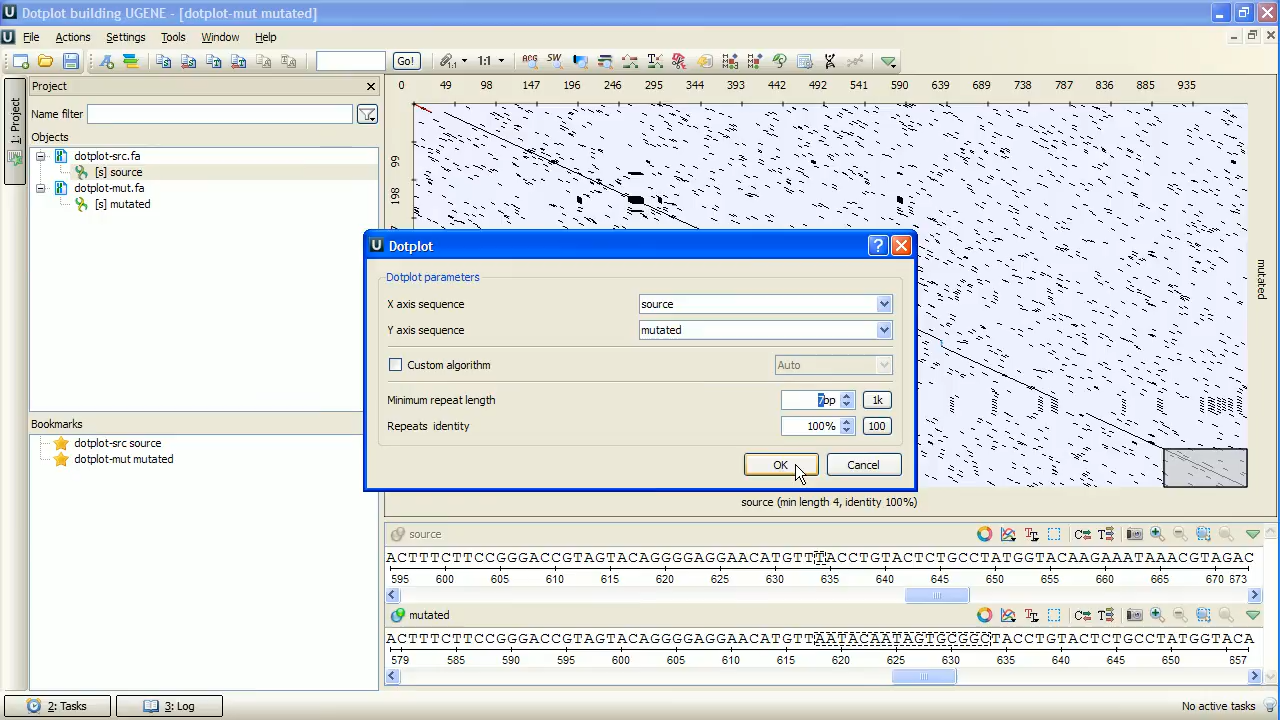 Dotplot building UGENE - [dotplot-mut mutated]
File Actions Settings Tools Window Help
1:1 Go! SW
Project
1: Project
Name filter
Objects
dotplot-src.fa
[s] source
dotplot-mut.fa
[s] mutated
Bookmarks
dotplot-src source
dotplot-mut mutated
0 49 98 147 196 245 295 344 393 442 492 541 590 639 689 738 787 836 885 935
99
198
mutated
Dotplot
Dotplot parameters
X axis sequence source
Y axis sequence mutated
Custom algorithm Auto
Minimum repeat length 7bp 1k
Repeats identity 100% 100
OK Cancel
source (min length 4, identity 100%)
source
ACTTTCTTCCGGGACCGTAGTACAGGGGAGGAACATGTTTACCTGTACTCTGCCTATGGTACAAGAAATAAACGTAGAC
595 600 605 610 615 620 625 630 635 640 645 650 655 660 665 670 673
mutated
ACTTTCTTCCGGGACCGTAGTACAGGGGAGGAACATGTTAATACAATAGTGCGGCTACCTGTACTCTGCCTATGGTACA
579 585 590 595 600 605 610 615 620 625 630 635 640 645 650 657
2: Tasks 3: Log No active tasks